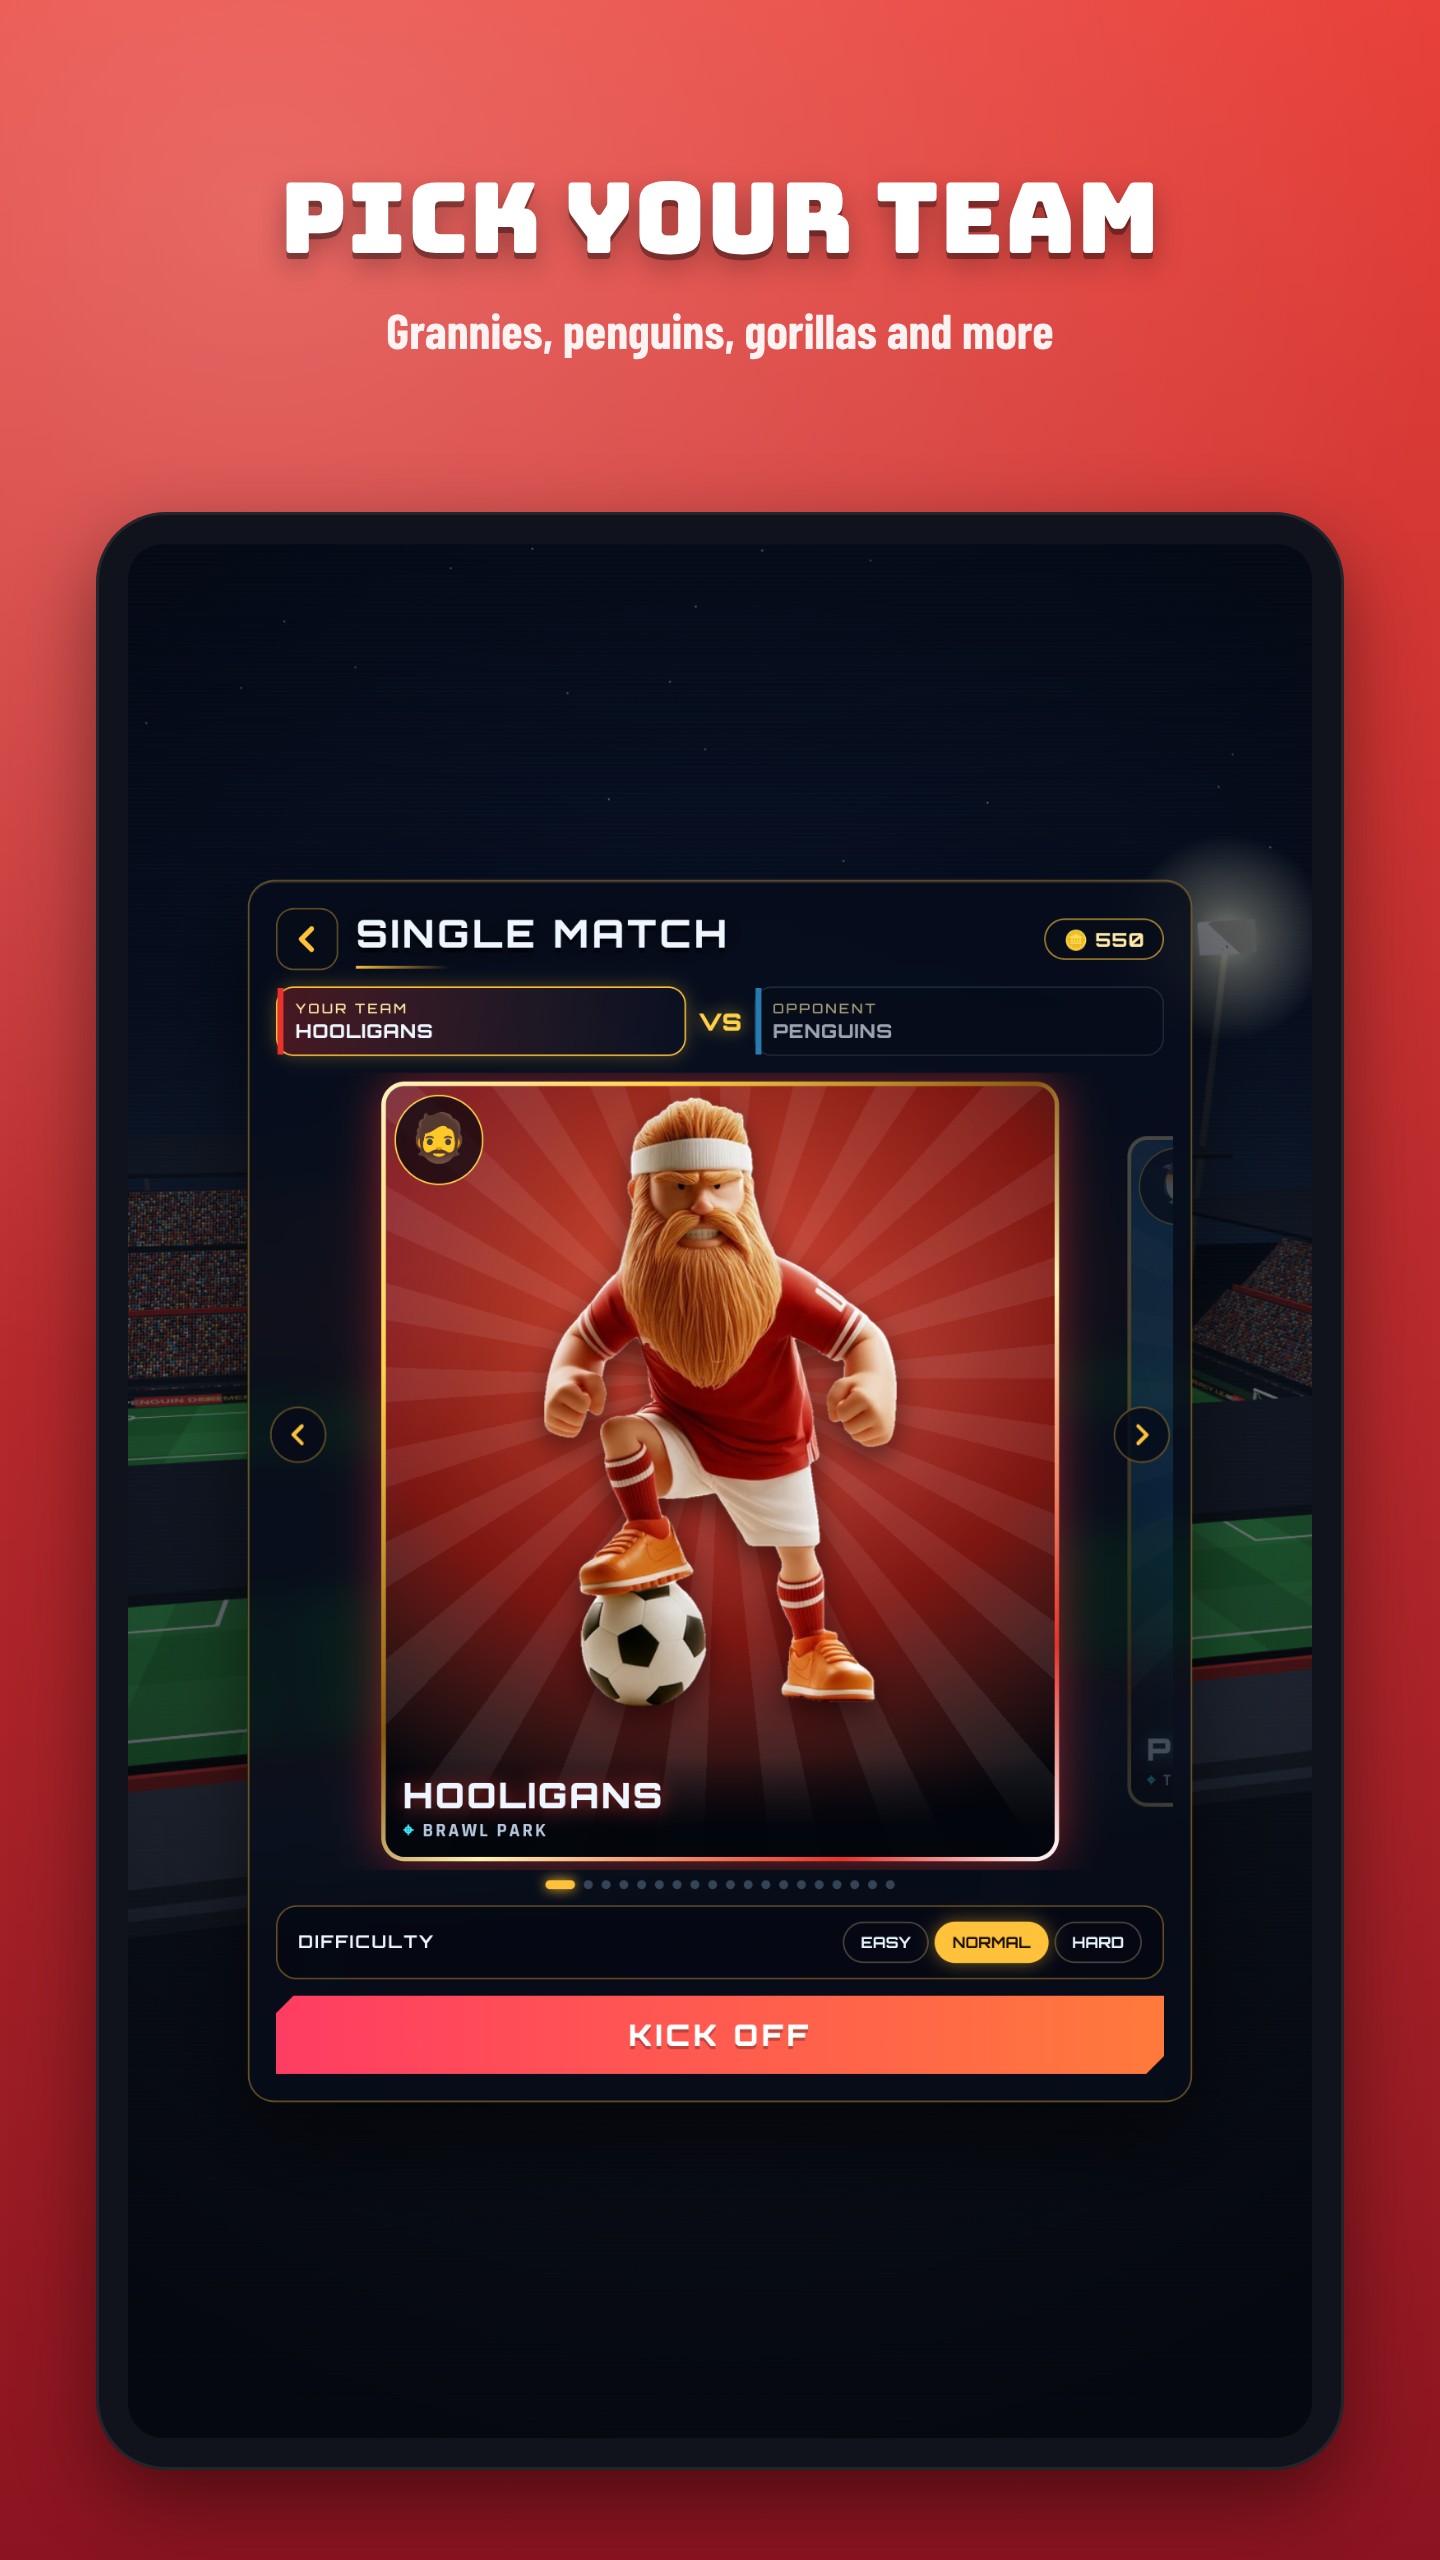 PICK YOUR TEAM
Grannies, penguins, gorillas and more
SINGLE MATCH
550
YOUR TEAM
HOOLIGANS
VS
OPPONENT
PENGUINS
HOOLIGANS
BRAWL PARK
P
T
DIFFICULTY
EASY
NORMAL
HARD
KICK OFF